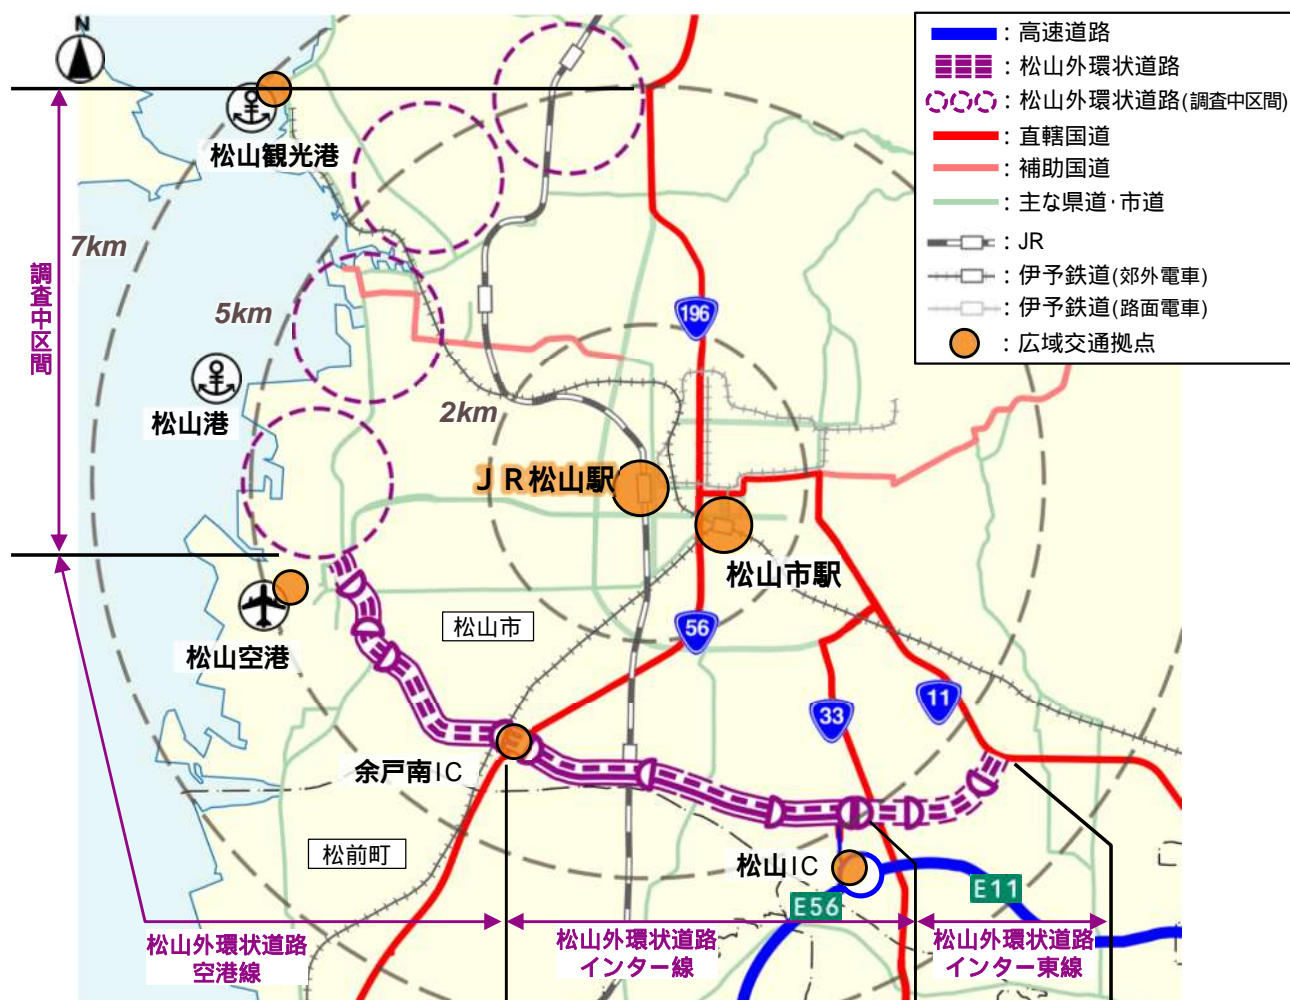 N
：高速道路
：松山外環状道路
：松山外環状道路(調査中区間)
：直轄国道
：補助国道
：主な県道･市道
：JR
：伊予鉄道(郊外電車)
：伊予鉄道(路面電車)
：広域交通拠点
松山観光港
7km
調査中区間
5km
196
松山港
2km
ＪＲ松山駅
松山市駅
松山市
56
松山空港
11
33
余戸南IC
松前町
松山IC
E11
E56
松山外環状道路
空港線
松山外環状道路
インター線
松山外環状道路
インター東線